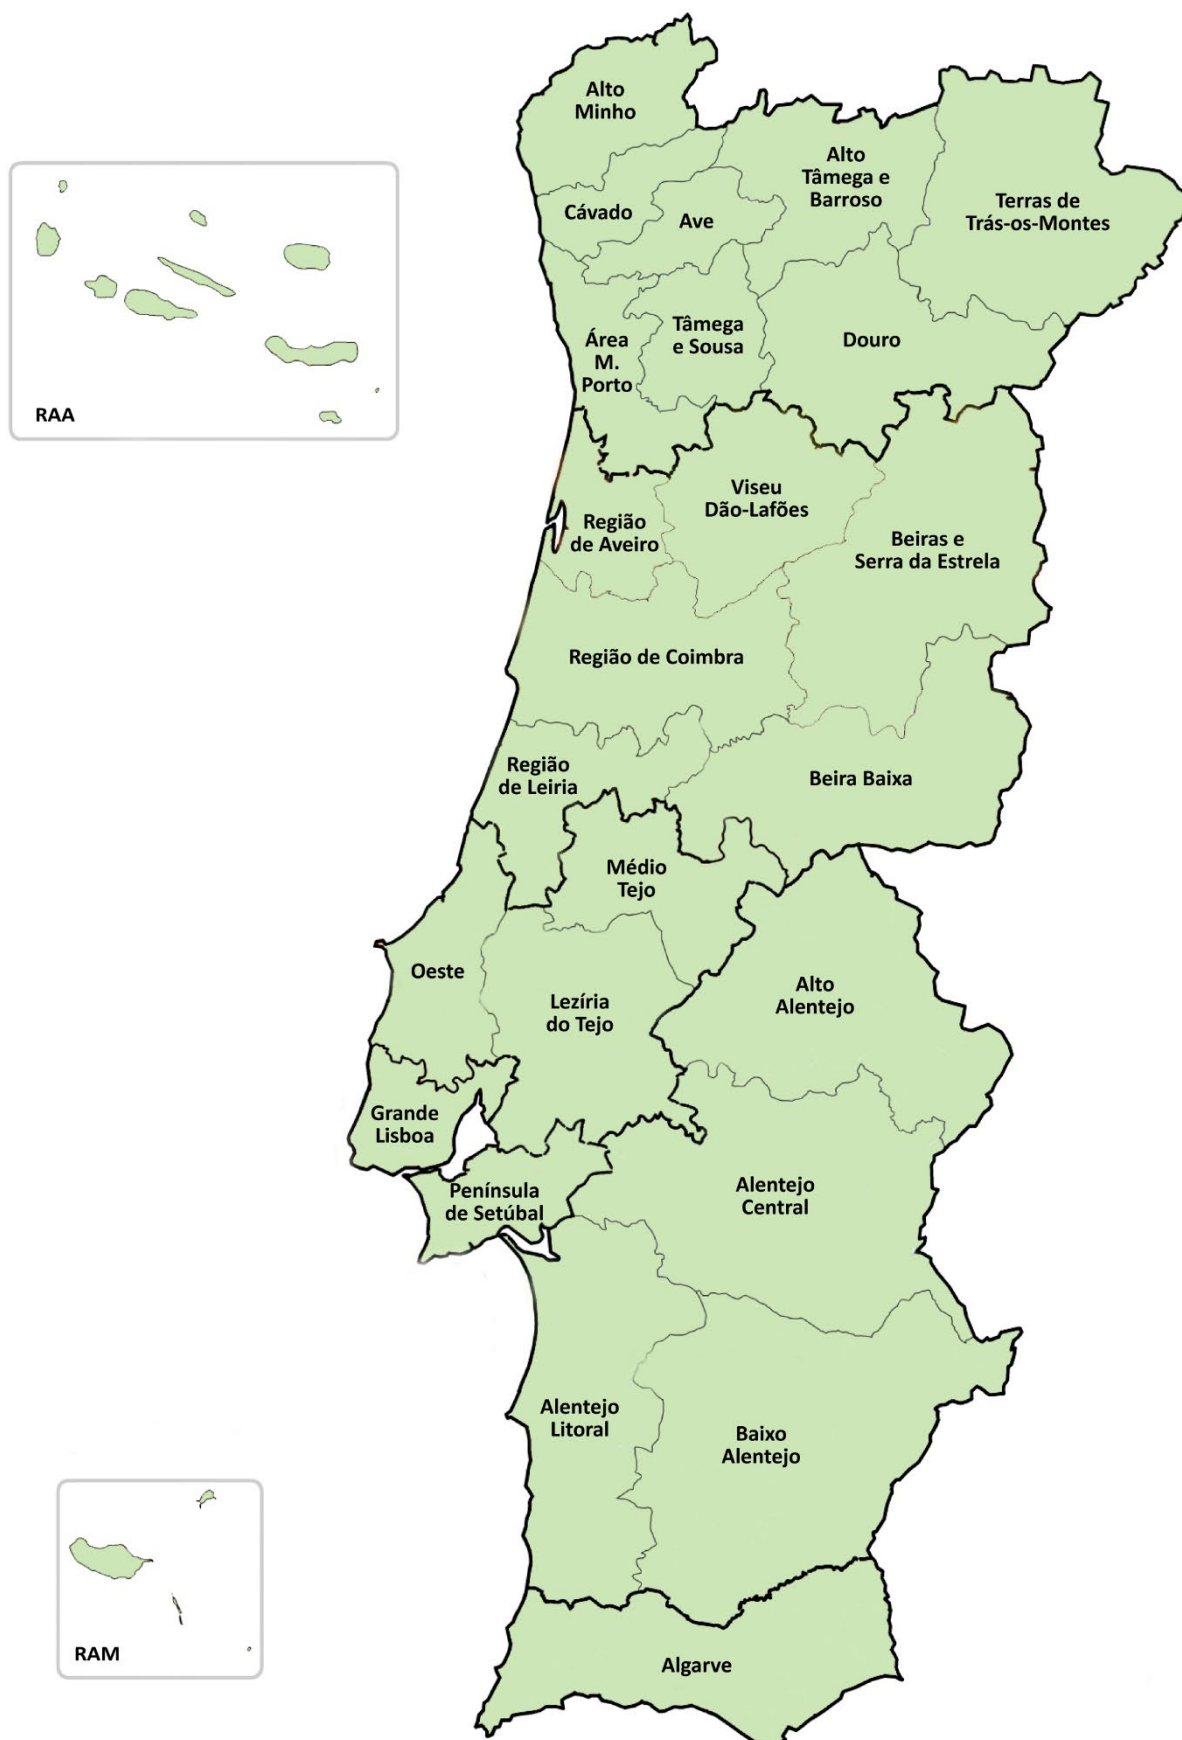 Alto
Minho
Alto
Tâmega e
Barroso
Terras de
Trás-os-Montes
Cávado
Ave
Área
M.
Porto
Tâmega
e Sousa
Douro
RAA
Viseu
Dão-Lafões
Região
de Aveiro
Beiras e
Serra da Estrela
Região de Coimbra
Região
de Leiria
Beira Baixa
Médio
Tejo
Oeste
Lezíria
do Tejo
Alto
Alentejo
Grande
Lisboa
Península
de Setúbal
Alentejo
Central
Alentejo
Litoral
Baixo
Alentejo
RAM
Algarve